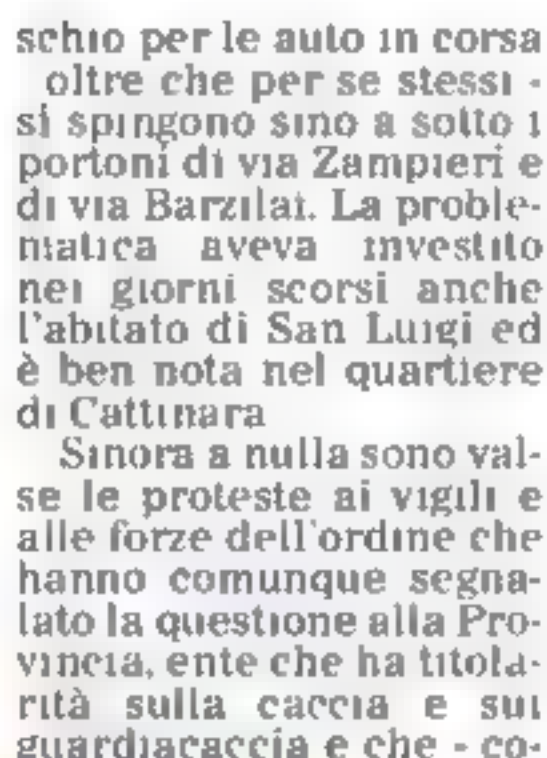 schio per le auto in corsa
oltre che per se stessi -
si spingono sino a sotto i
portoni di via Zampieri e
di via Barzilai. La proble-
matica aveva investito
nei giorni scorsi anche
l'abitato di San Luigi ed
è ben nota nel quartiere
di Cattinara
Sinora a nulla sono val-
se le proteste ai vigili e
alle forze dell'ordine che
hanno comunque segna-
lato la questione alla Pro-
vincia, ente che ha titola-
rità sulla caccia e sui
guardiacaccia e che - co-